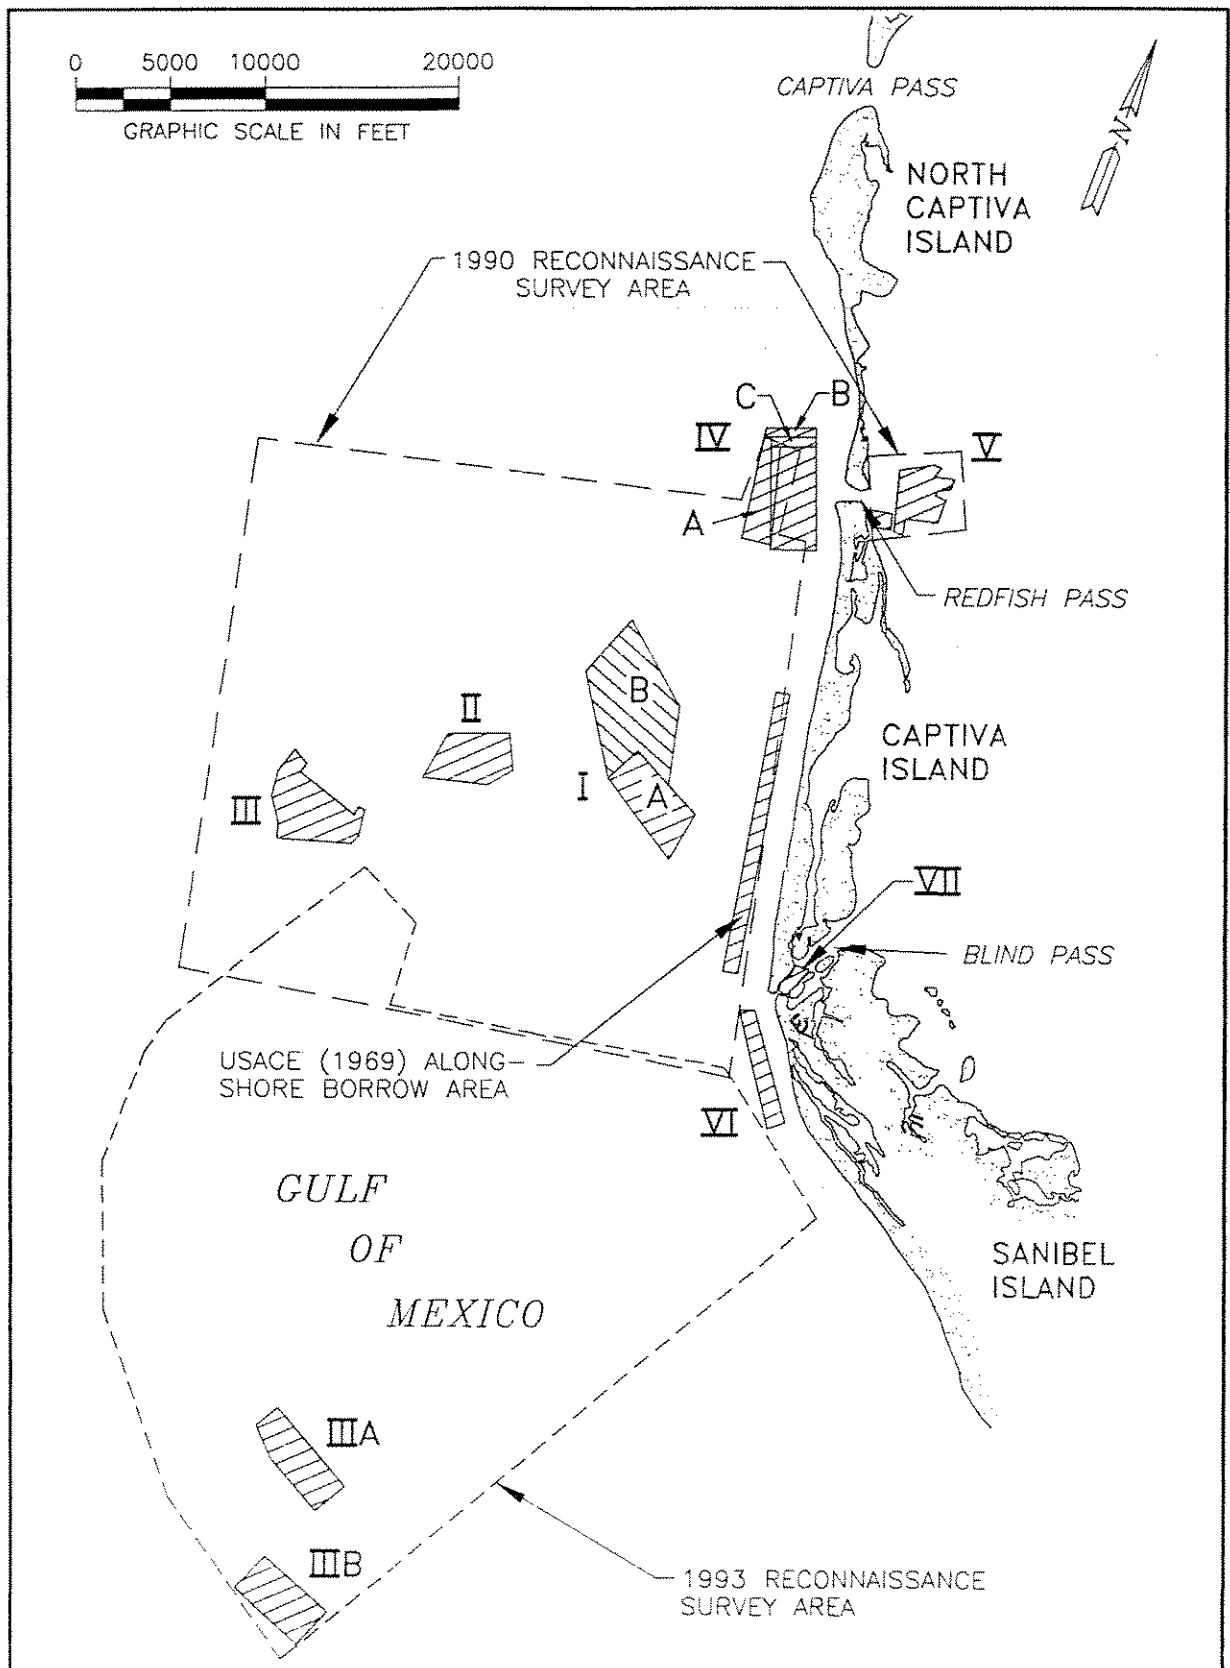 0 5000 10000 20000
GRAPHIC SCALE IN FEET
CAPTIVA PASS
N
NORTH
CAPTIVA
ISLAND
1990 RECONNAISSANCE
SURVEY AREA
C B
IV
V
A
REDFISH PASS
B
II
CAPTIVA
ISLAND
I
A
III
VII
BLIND PASS
USACE (1969) ALONG-
SHORE BORROW AREA
VI
GULF
OF
MEXICO
SANIBEL
ISLAND
IIIA
IIIB
1993 RECONNAISSANCE
SURVEY AREA